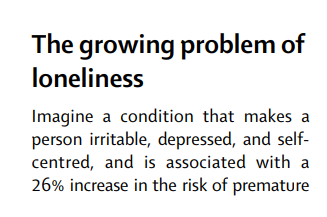 The growing problem of
loneliness
Imagine a condition that makes a
person irritable, depressed, and self-
centred, and is associated with a
26% increase in the risk of premature